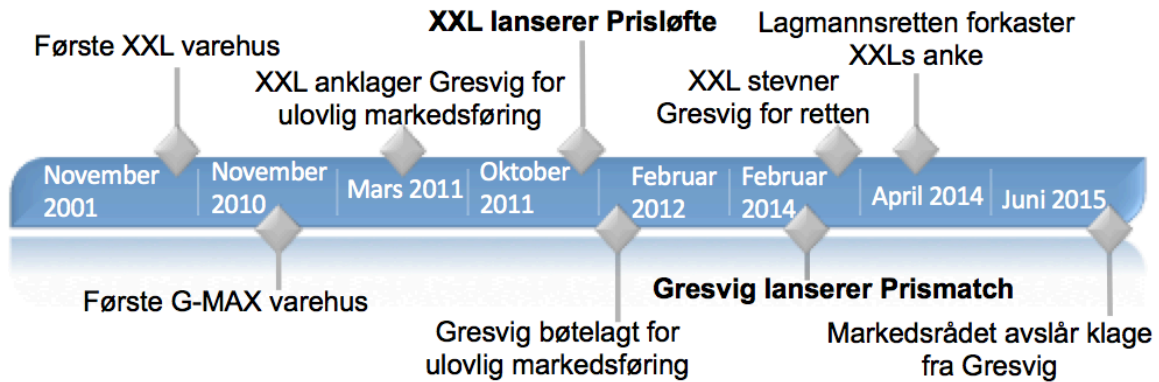 XXL lanserer Prisløfte
Lagmannsretten forkaster
XXLs anke
Første XXL varehus
XXL anklager Gresvig for
ulovlig markedsføring
XXL stevner
Gresvig for retten
November
2001
November
2010
Mars 2011
Oktober
2011
Februar
2012
Februar
2014
April 2014
Juni 2015
Første G-MAX varehus
Gresvig lanserer Prismatch
Gresvig bøtelagt for
ulovlig markedsføring
Markedsrådet avslår klage
fra Gresvig